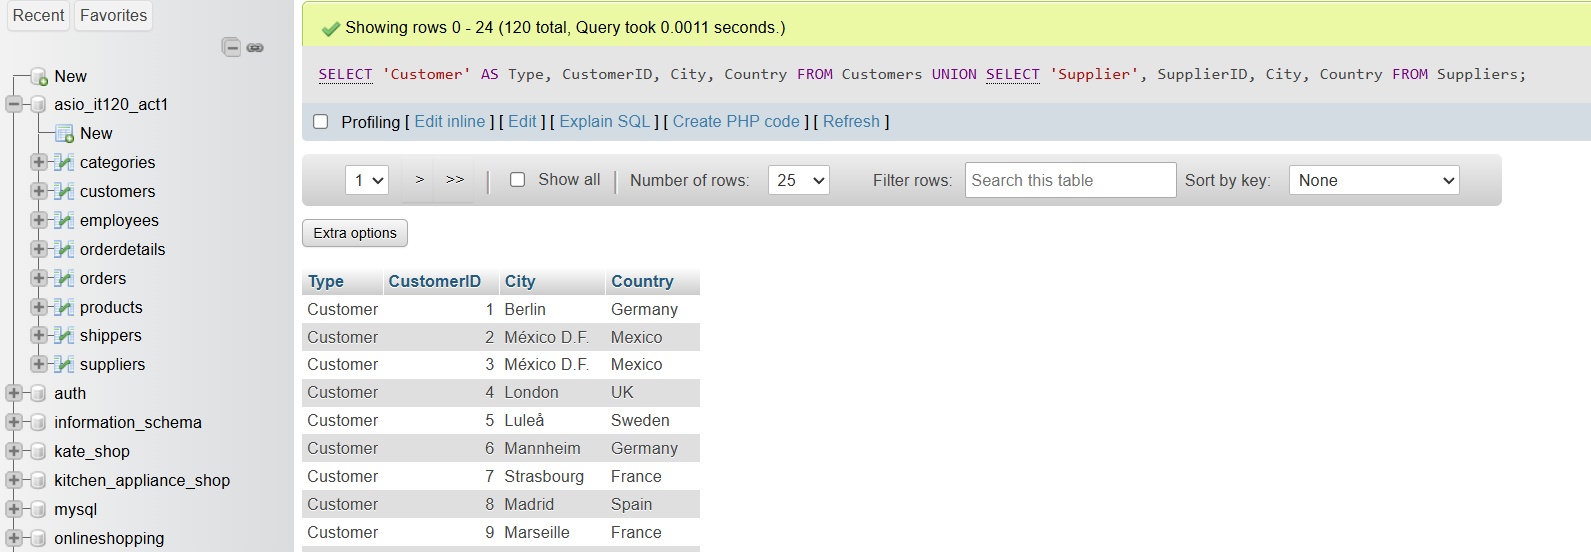 Recent Favorites
New
asio_it120_act1
New
categories
customers
employees
orderdetails
orders
products
shippers
suppliers
auth
information_schema
kate_shop
kitchen_appliance_shop
mysql
onlineshopping
Showing rows 0 - 24 (120 total, Query took 0.0011 seconds.)
SELECT 'Customer' AS Type, CustomerID, City, Country FROM Customers UNION SELECT 'Supplier', SupplierID, City, Country FROM Suppliers;
Profiling [ Edit inline ] [ Edit ] [ Explain SQL ] [ Create PHP code ] [ Refresh ]
1 > >> | Show all | Number of rows: 25 Filter rows: Search this table Sort by key: None
Extra options
Type CustomerID City Country
Customer 1 Berlin Germany
Customer 2 México D.F. Mexico
Customer 3 México D.F. Mexico
Customer 4 London UK
Customer 5 Luleå Sweden
Customer 6 Mannheim Germany
Customer 7 Strasbourg France
Customer 8 Madrid Spain
Customer 9 Marseille France